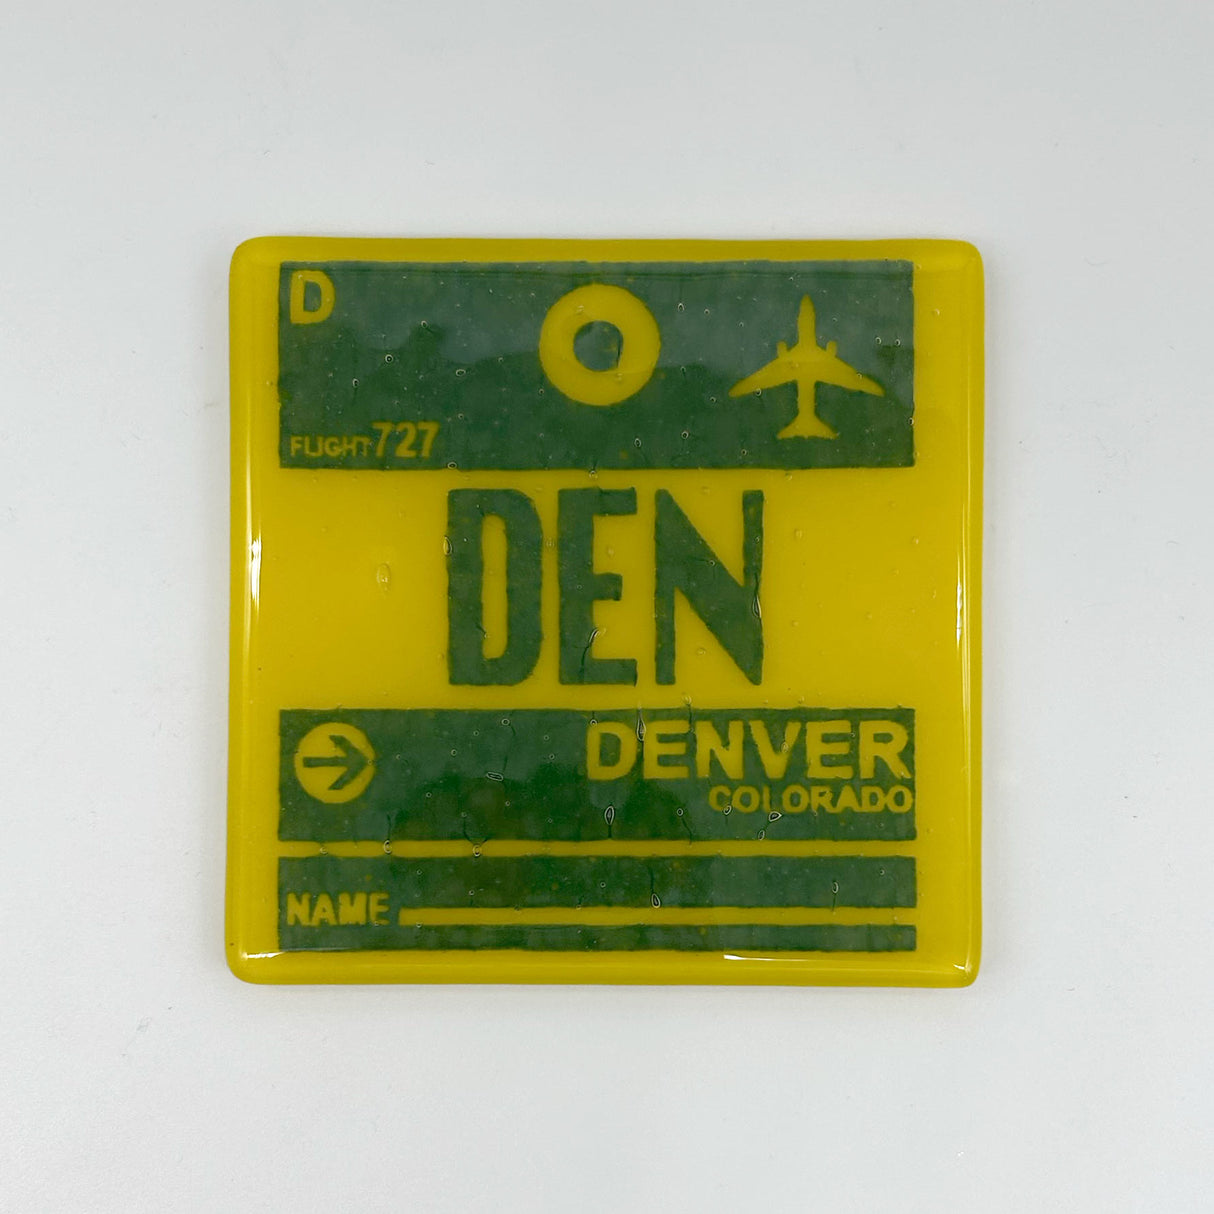 D
FLIGHT 727
DEN
DENVER
COLORADO
NAME